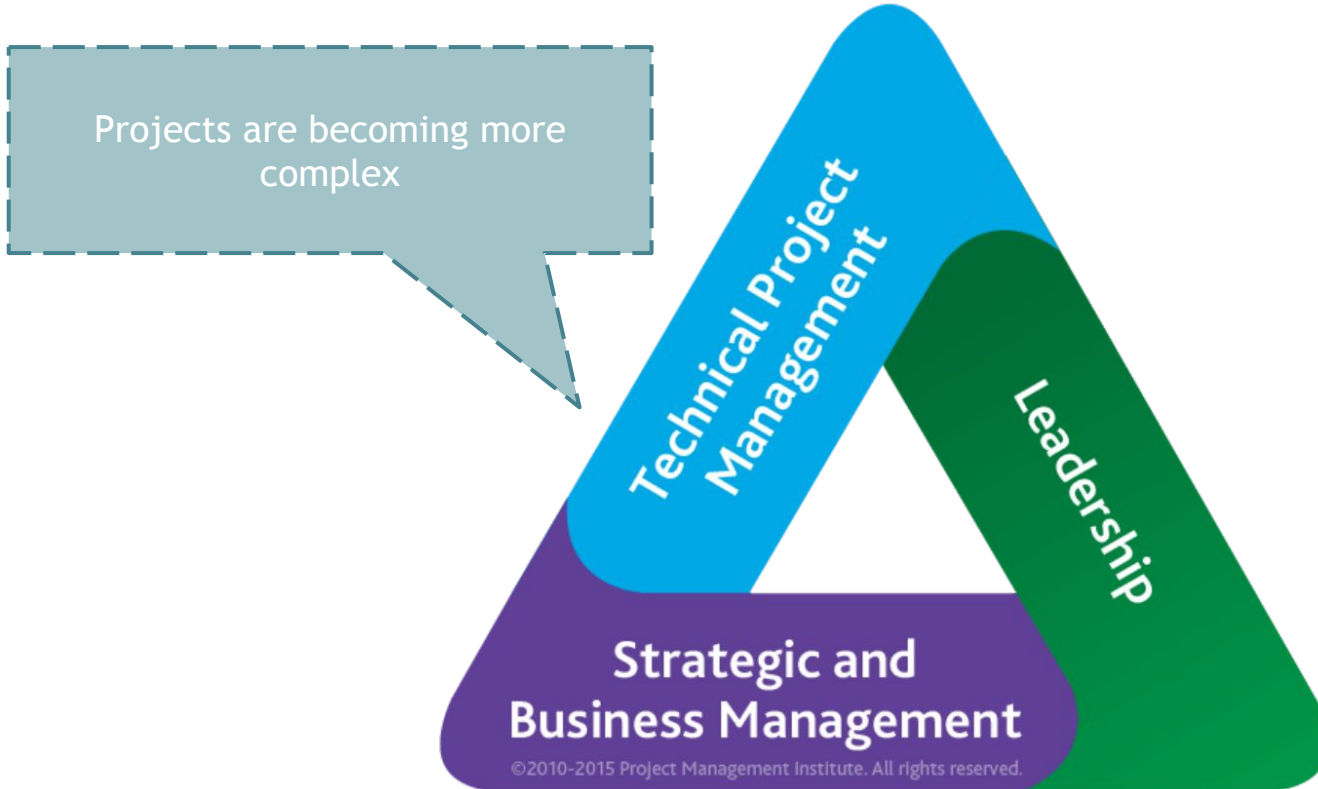 Projects are becoming more
complex
Technical Project
Management
Leadership
Strategic and
Business Management
©2010-2015 Project Management Institute. All rights reserved.